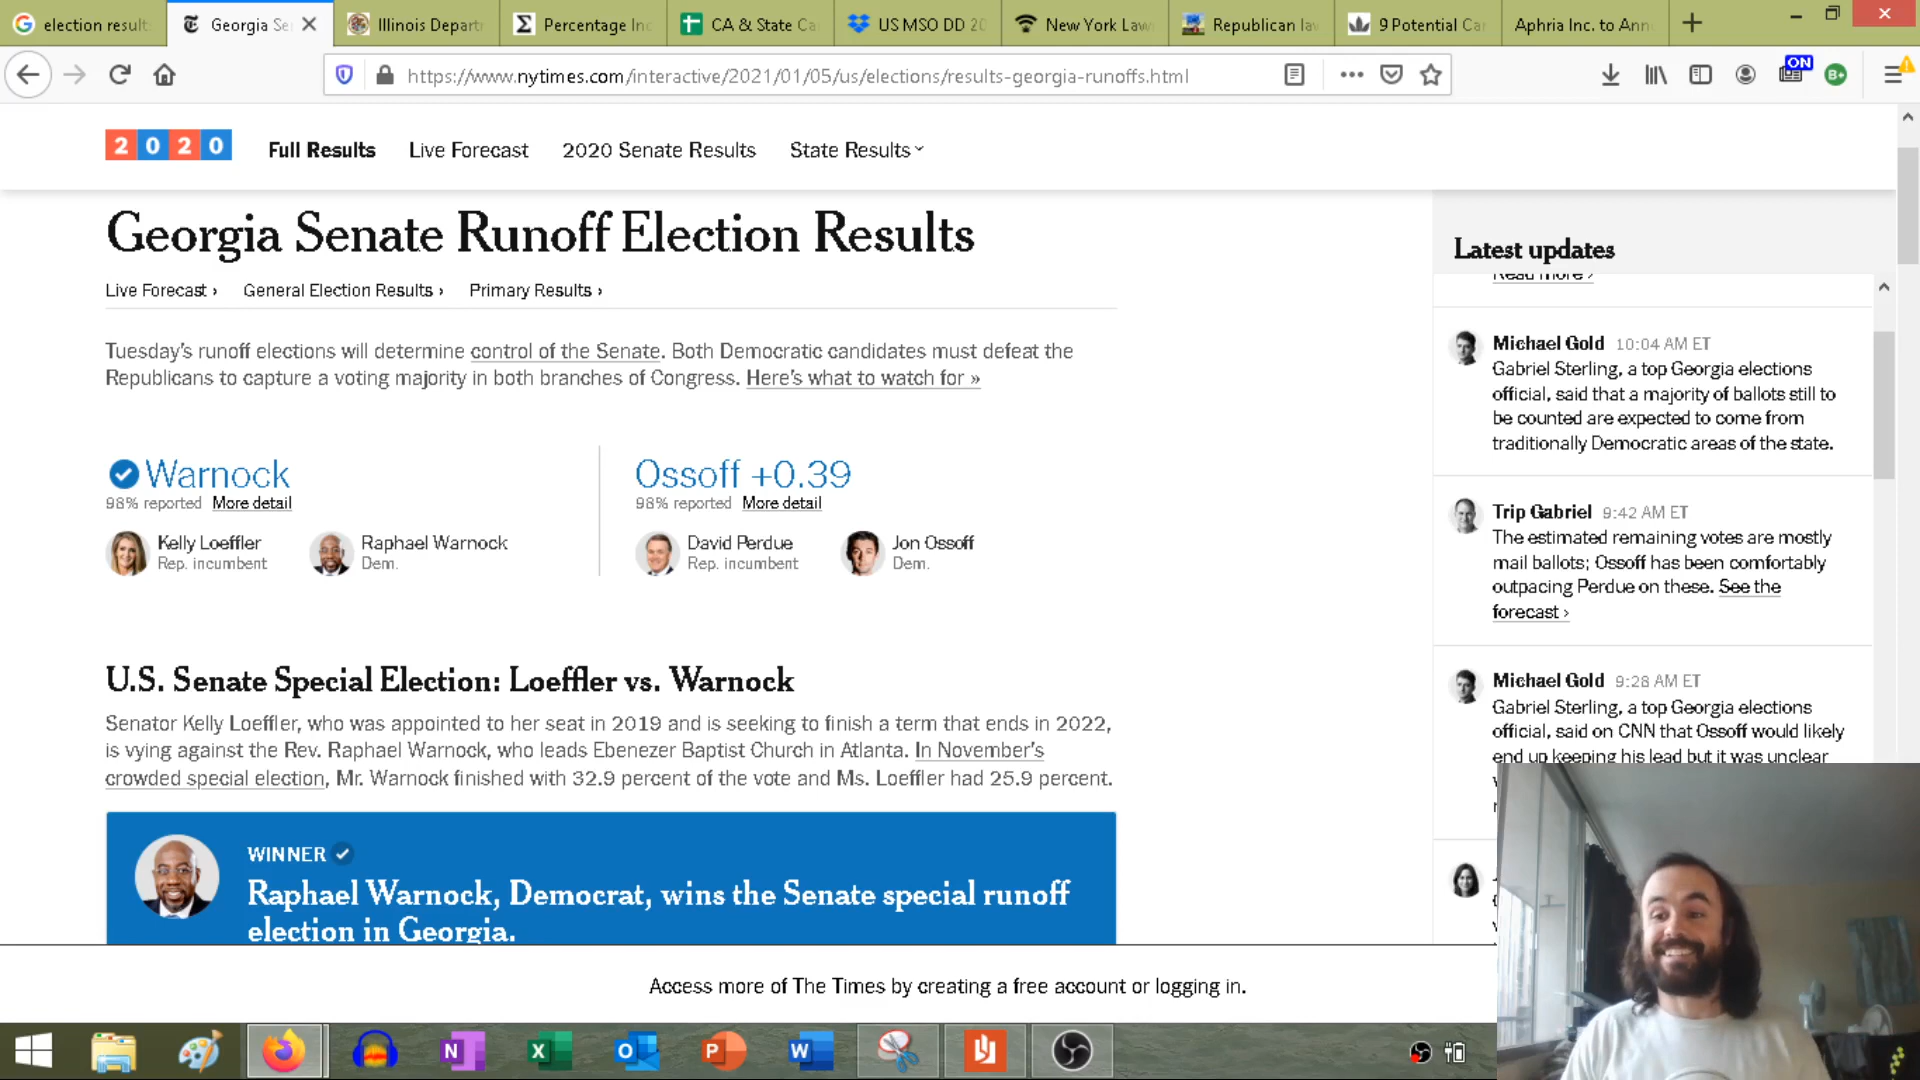 election result
Georgia Se
Illinois Depart
Percentage Inc
CA & State Ca
US MSO DD 20
New York Law
Republican la
9 Potential Ca
Aphria Inc. to Ann
https://www.nytimes.com/interactive/2021/01/05/us/elections/results-georgia-runoffs.html
ON
B+
2020
Full Results
Live Forecast
2020 Senate Results
State Results
Georgia Senate Runoff Election Results
Live Forecast ›
General Election Results ›
Primary Results ›
Tuesday's runoff elections will determine control of the Senate. Both Democratic candidates must defeat the
Republicans to capture a voting majority in both branches of Congress. Here's what to watch for »
Warnock
98% reported More detail
Kelly Loeffler
Rep. incumbent
Raphael Warnock
Dem.
Ossoff +0.39
98% reported More detail
David Perdue
Rep. incumbent
Jon Ossoff
Dem.
U.S. Senate Special Election: Loeffler vs. Warnock
Senator Kelly Loeffler, who was appointed to her seat in 2019 and is seeking to finish a term that ends in 2022,
is vying against the Rev. Raphael Warnock, who leads Ebenezer Baptist Church in Atlanta. In November's
crowded special election, Mr. Warnock finished with 32.9 percent of the vote and Ms. Loeffler had 25.9 percent.
WINNER
Raphael Warnock, Democrat, wins the Senate special runoff
election in Georgia.
Latest updates
Read more ›
Michael Gold 10:04 AM ET
Gabriel Sterling, a top Georgia elections
official, said that a majority of ballots still to
be counted are expected to come from
traditionally Democratic areas of the state.
Trip Gabriel 9:42 AM ET
The estimated remaining votes are mostly
mail ballots; Ossoff has been comfortably
outpacing Perdue on these. See the
forecast ›
Michael Gold 9:28 AM ET
Gabriel Sterling, a top Georgia elections
official, said on CNN that Ossoff would likely
end up keeping his lead but it was unclear
Access more of The Times by creating a free account or logging in.
N
X
O
P
W